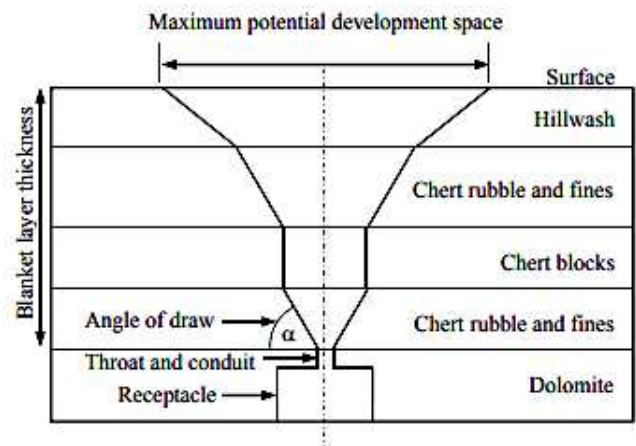 Maximum potential development space
Surface
Hillwash
Blanket layer thickness
Chert rubble and fines
Chert blocks
Angle of draw
α
Chert rubble and fines
Throat and conduit
Receptacle
Dolomite